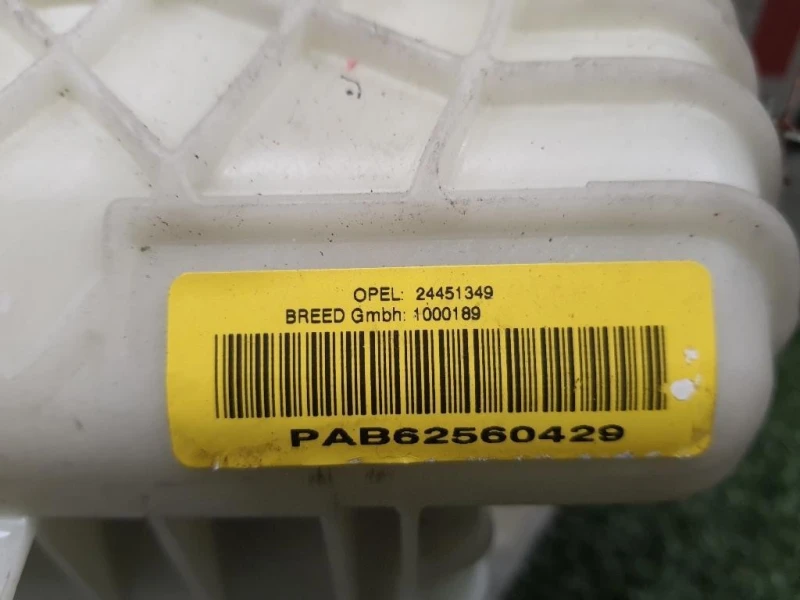 OPEL: 24451349
BREED Gmbh: 1000189
PAB62560429